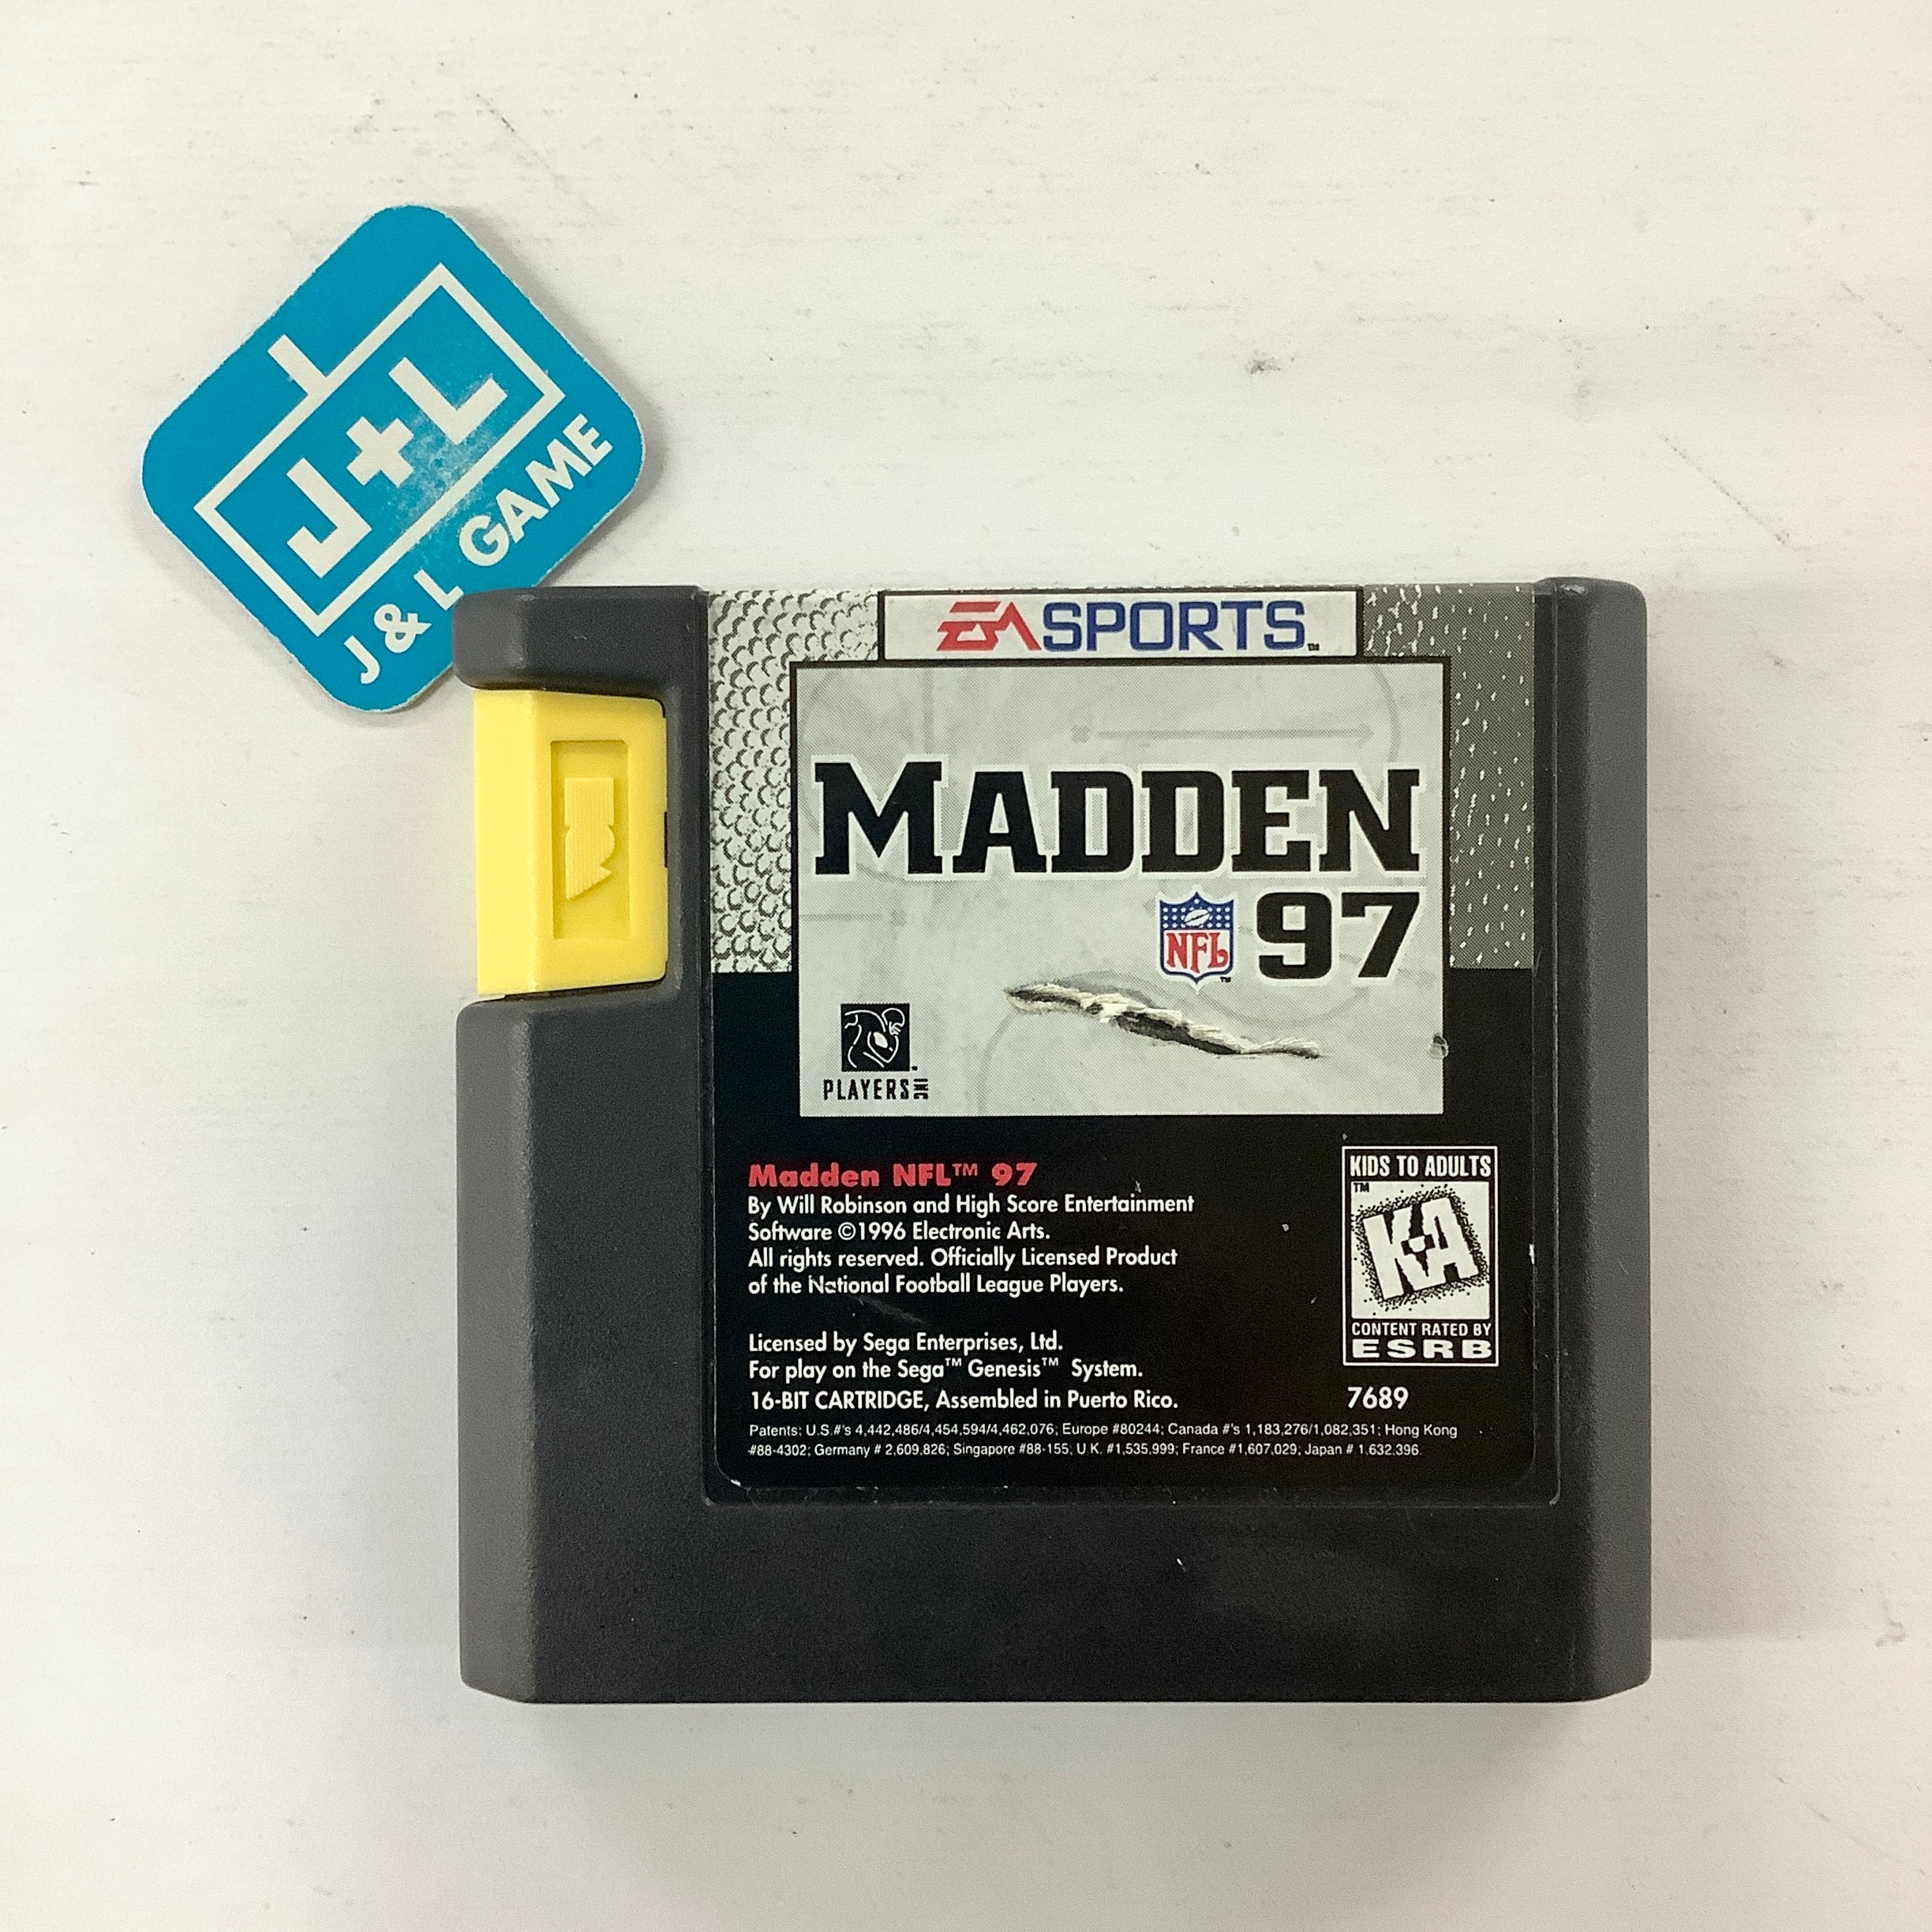 J+L
J & L GAME
EA SPORTS™
MADDEN
NFL™ 97
PLAYERS INC
Madden NFL™ 97
By Will Robinson and High Score Entertainment
Software ©1996 Electronic Arts.
All rights reserved. Officially Licensed Product
of the National Football League Players.
Licensed by Sega Enterprises, Ltd.
For play on the Sega™ Genesis™ System.
16-BIT CARTRIDGE, Assembled in Puerto Rico.
Patents: U.S.#'s 4,442,486/4,454,594/4,462,076; Europe #80244; Canada #'s 1,183,276/1,082,351; Hong Kong
#88-4302; Germany # 2,609,826; Singapore #88-155; U.K. #1,535,999; France #1,607,029; Japan # 1,632,396.
KIDS TO ADULTS
™
K-A
CONTENT RATED BY
ESRB
7689